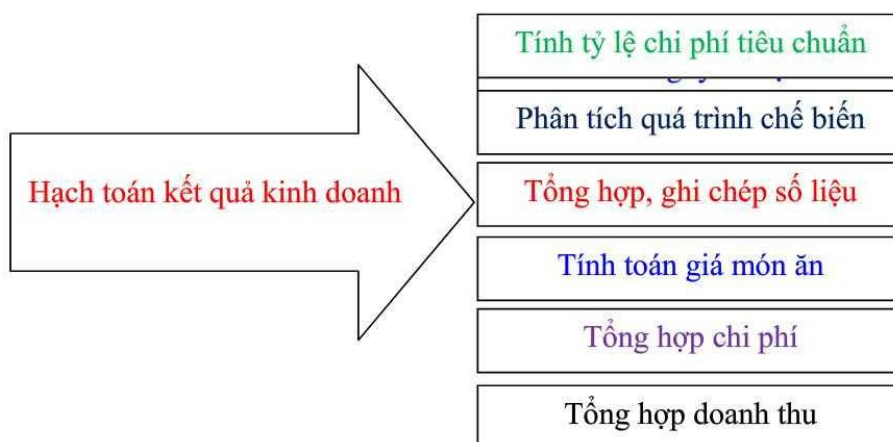 Tính tỷ lệ chi phí tiêu chuẩn
Phân tích quá trình chế biến
Hạch toán kết quả kinh doanh
Tổng hợp, ghi chép số liệu
Tính toán giá món ăn
Tổng hợp chi phí
Tổng hợp doanh thu